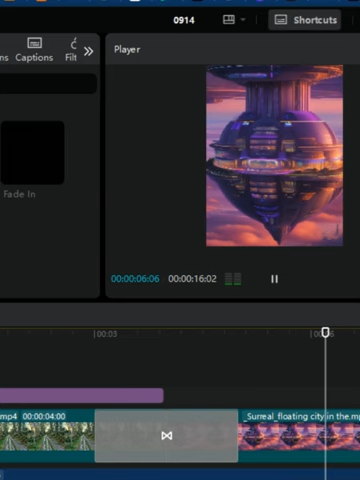 0914
Shortcuts
Captions
Player
Fade In
00:00:06:06 00:00:16:02
00:03
mp4 00:00:04:00
_Surreal_floating city in the.mp